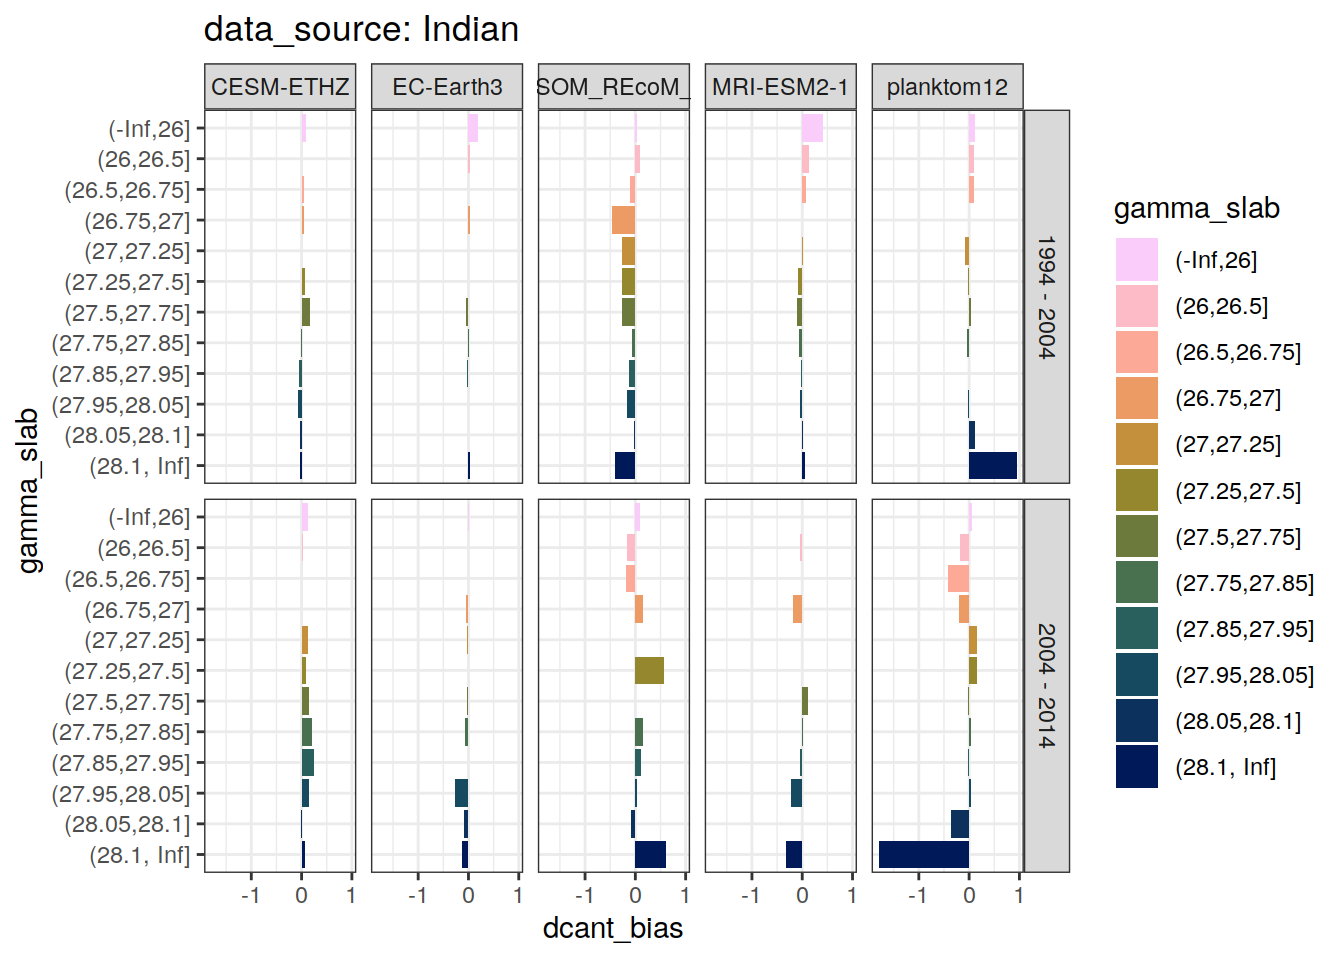 data_source: Indian
CESM-ETHZ EC-Earth3 SOM_REcoM_ MRI-ESM2-1 planktom12
gamma_slab
(-Inf,26]
(26,26.5]
(26.5,26.75]
(26.75,27]
(27,27.25]
(27.25,27.5]
(27.5,27.75]
(27.75,27.85]
(27.85,27.95]
(27.95,28.05]
(28.05,28.1]
(28.1, Inf]
1994 - 2004
(-Inf,26]
(26,26.5]
(26.5,26.75]
(26.75,27]
(27,27.25]
(27.25,27.5]
(27.5,27.75]
(27.75,27.85]
(27.85,27.95]
(27.95,28.05]
(28.05,28.1]
(28.1, Inf]
2004 - 2014
-1 0 1 -1 0 1 -1 0 1 -1 0 1 -1 0 1
dcant_bias
gamma_slab
(-Inf,26]
(26,26.5]
(26.5,26.75]
(26.75,27]
(27,27.25]
(27.25,27.5]
(27.5,27.75]
(27.75,27.85]
(27.85,27.95]
(27.95,28.05]
(28.05,28.1]
(28.1, Inf]